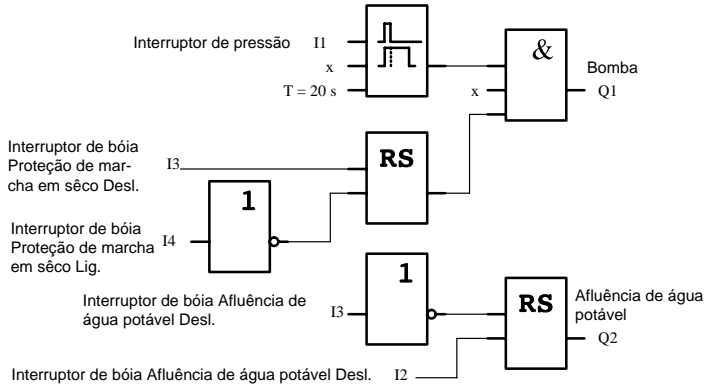 Interruptor de pressão I1
x
T = 20 s
&
x
Bomba
Q1
Interruptor de bóia
Proteção de mar-
cha em sêco Desl.
I3
RS
1
Interruptor de bóia
Proteção de marcha
em sêco Lig.
I4
Interruptor de bóia Afluência de
água potável Desl.
I3
1
RS
Afluência de água
potável
Q2
Interruptor de bóia Afluência de água potável Desl. I2